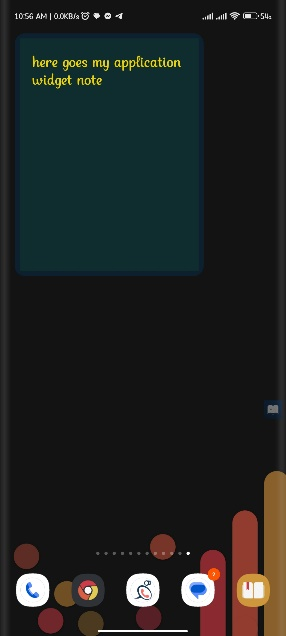 10:56 AM | 0.0KB/s
54%
here goes my application
widget note